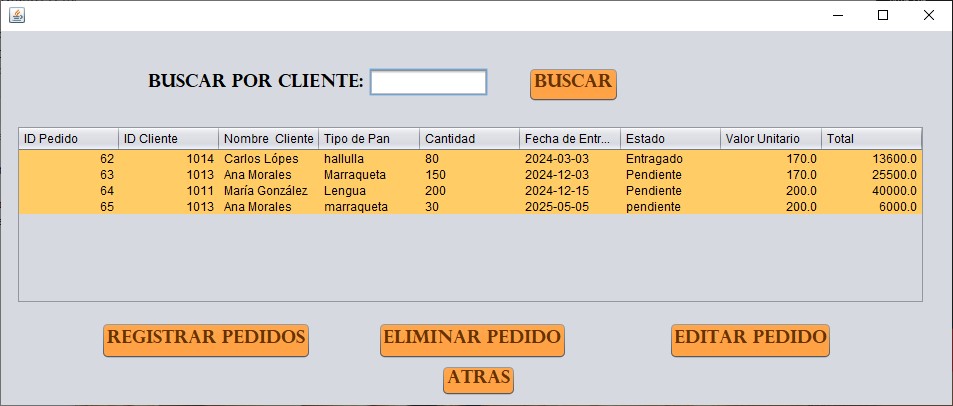 BUSCAR POR CLIENTE: BUSCAR
ID Pedido ID Cliente Nombre Cliente Tipo de Pan Cantidad Fecha de Entr... Estado Valor Unitario Total
62 1014 Carlos Lópes hallulla 80 2024-03-03 Entragado 170.0 13600.0
63 1013 Ana Morales Marraqueta 150 2024-12-03 Pendiente 170.0 25500.0
64 1011 María González Lengua 200 2024-12-15 Pendiente 200.0 40000.0
65 1013 Ana Morales marraqueta 30 2025-05-05 pendiente 200.0 6000.0
REGISTRAR PEDIDOS ELIMINAR PEDIDO EDITAR PEDIDO
ATRAS